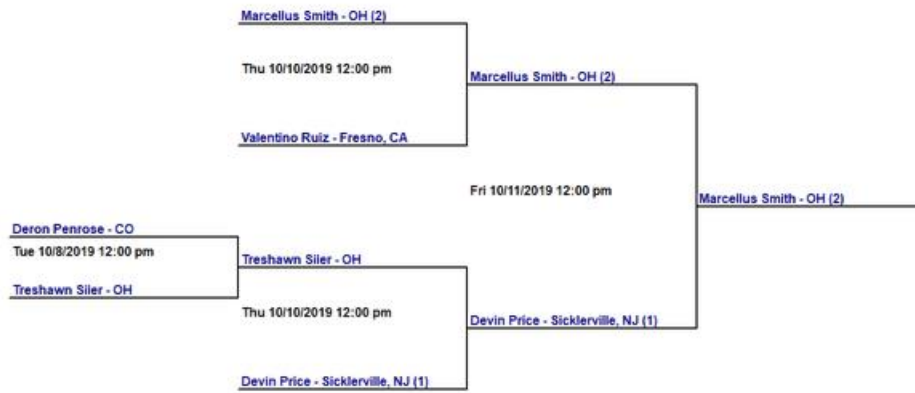 Marcellus Smith - OH (2)
Thu 10/10/2019 12:00 pm
Marcellus Smith - OH (2)
Valentino Ruiz - Fresno, CA
Fri 10/11/2019 12:00 pm
Marcellus Smith - OH (2)
Deron Penrose - CO
Tue 10/8/2019 12:00 pm
Treshawn Siler - OH
Treshawn Siler - OH
Thu 10/10/2019 12:00 pm
Devin Price - Sicklerville, NJ (1)
Devin Price - Sicklerville, NJ (1)